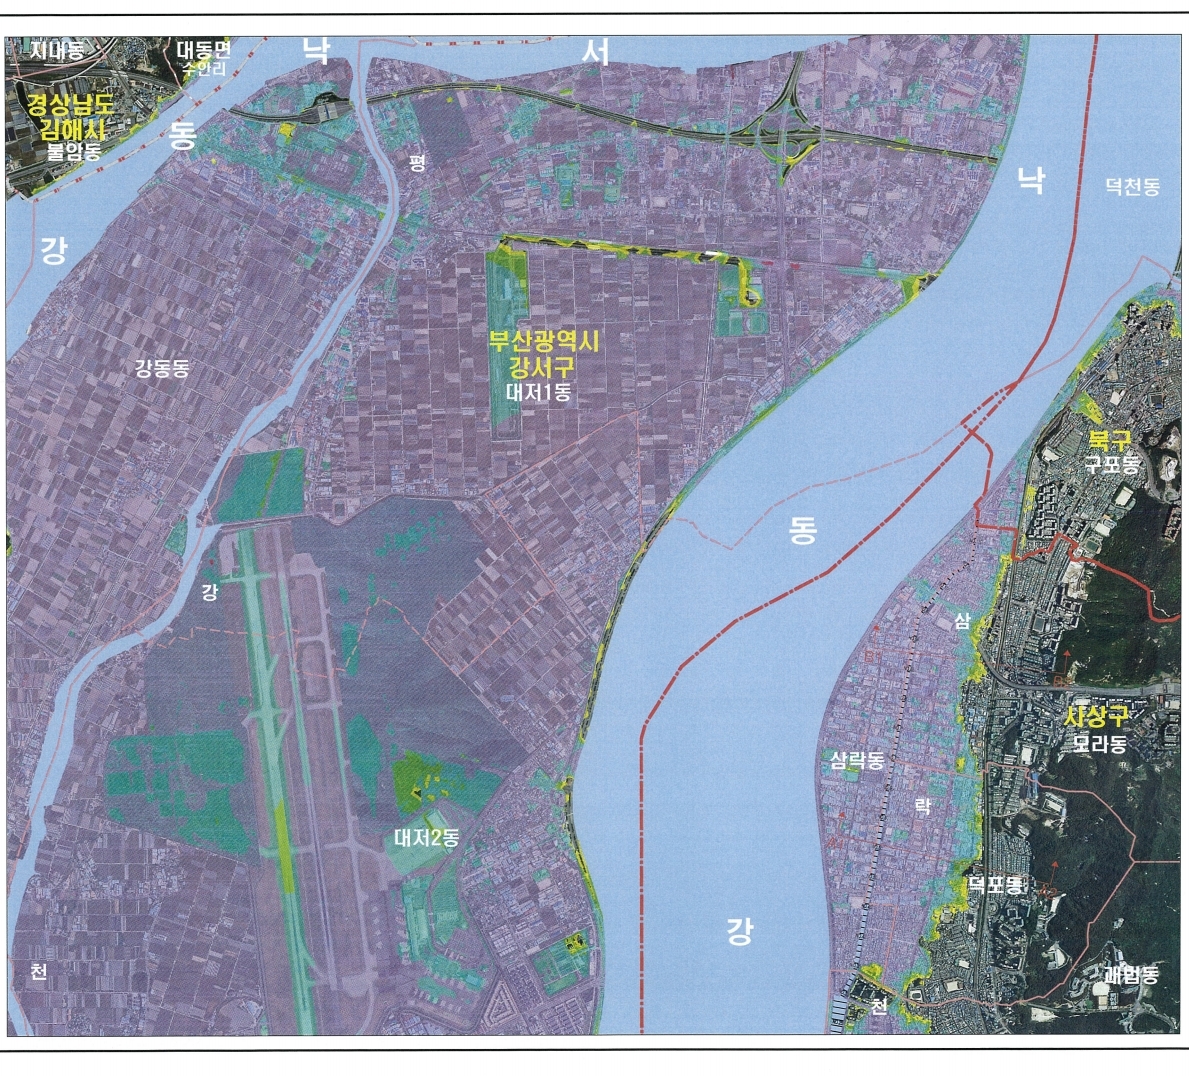 지내동
대동면
수안리
낙
서
경상남도
김해시
불암동
동
평
낙
덕천동
강
부산광역시
강서구
대저1동
강동동
북구
구포동
동
강
삼
사상구
모라동
삼락동
락
대저2동
덕포동
강
천
괘법동
천